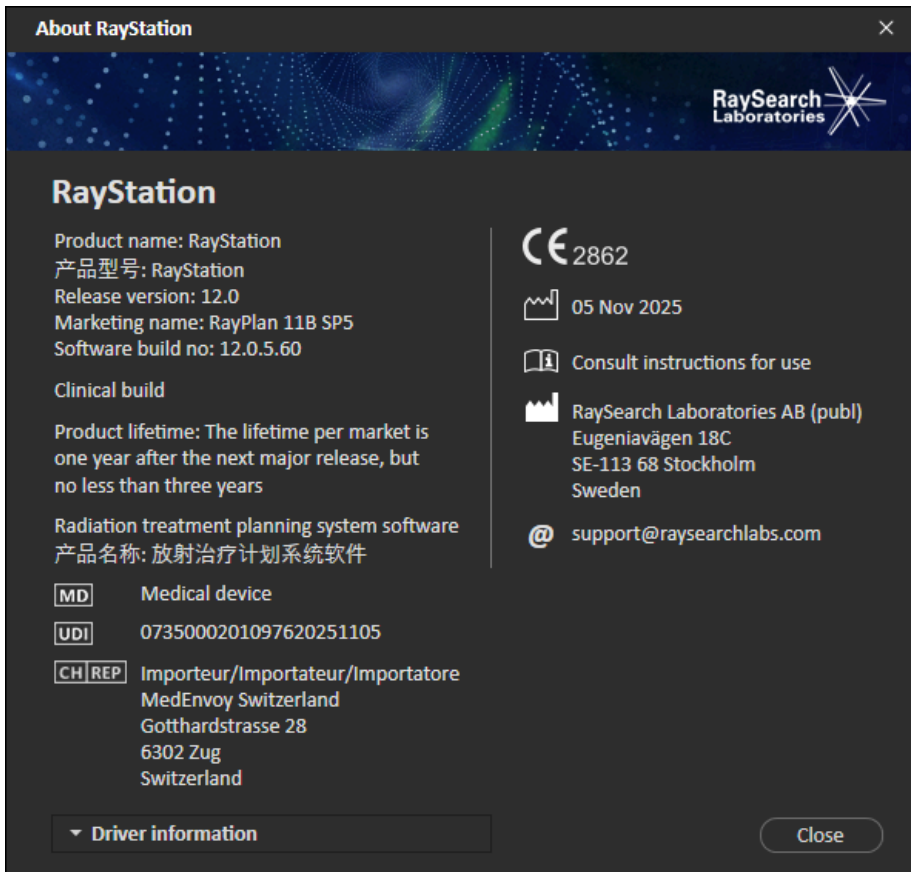 About RayStation
RaySearch
Laboratories
RayStation
Product name: RayStation
产品型号: RayStation
Release version: 12.0
Marketing name: RayPlan 11B SP5
Software build no: 12.0.5.60
Clinical build
Product lifetime: The lifetime per market is
one year after the next major release, but
no less than three years
Radiation treatment planning system software
产品名称: 放射治疗计划系统软件
MD Medical device
UDI 0735000201097620251105
CH REP Importeur/Importateur/Importatore
MedEnvoy Switzerland
Gotthardstrasse 28
6302 Zug
Switzerland
CE 2862
05 Nov 2025
Consult instructions for use
RaySearch Laboratories AB (publ)
Eugeniavägen 18C
SE-113 68 Stockholm
Sweden
@ support@raysearchlabs.com
Driver information
Close